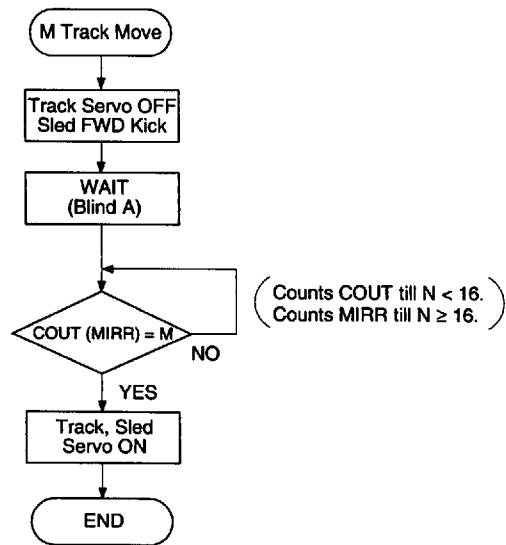 M Track Move
Track Servo OFF
Sled FWD Kick
WAIT
(Blind A)
COUT (MIRR) = M
NO
(Counts COUT till N < 16.
Counts MIRR till N ≥ 16.)
YES
Track, Sled
Servo ON
END